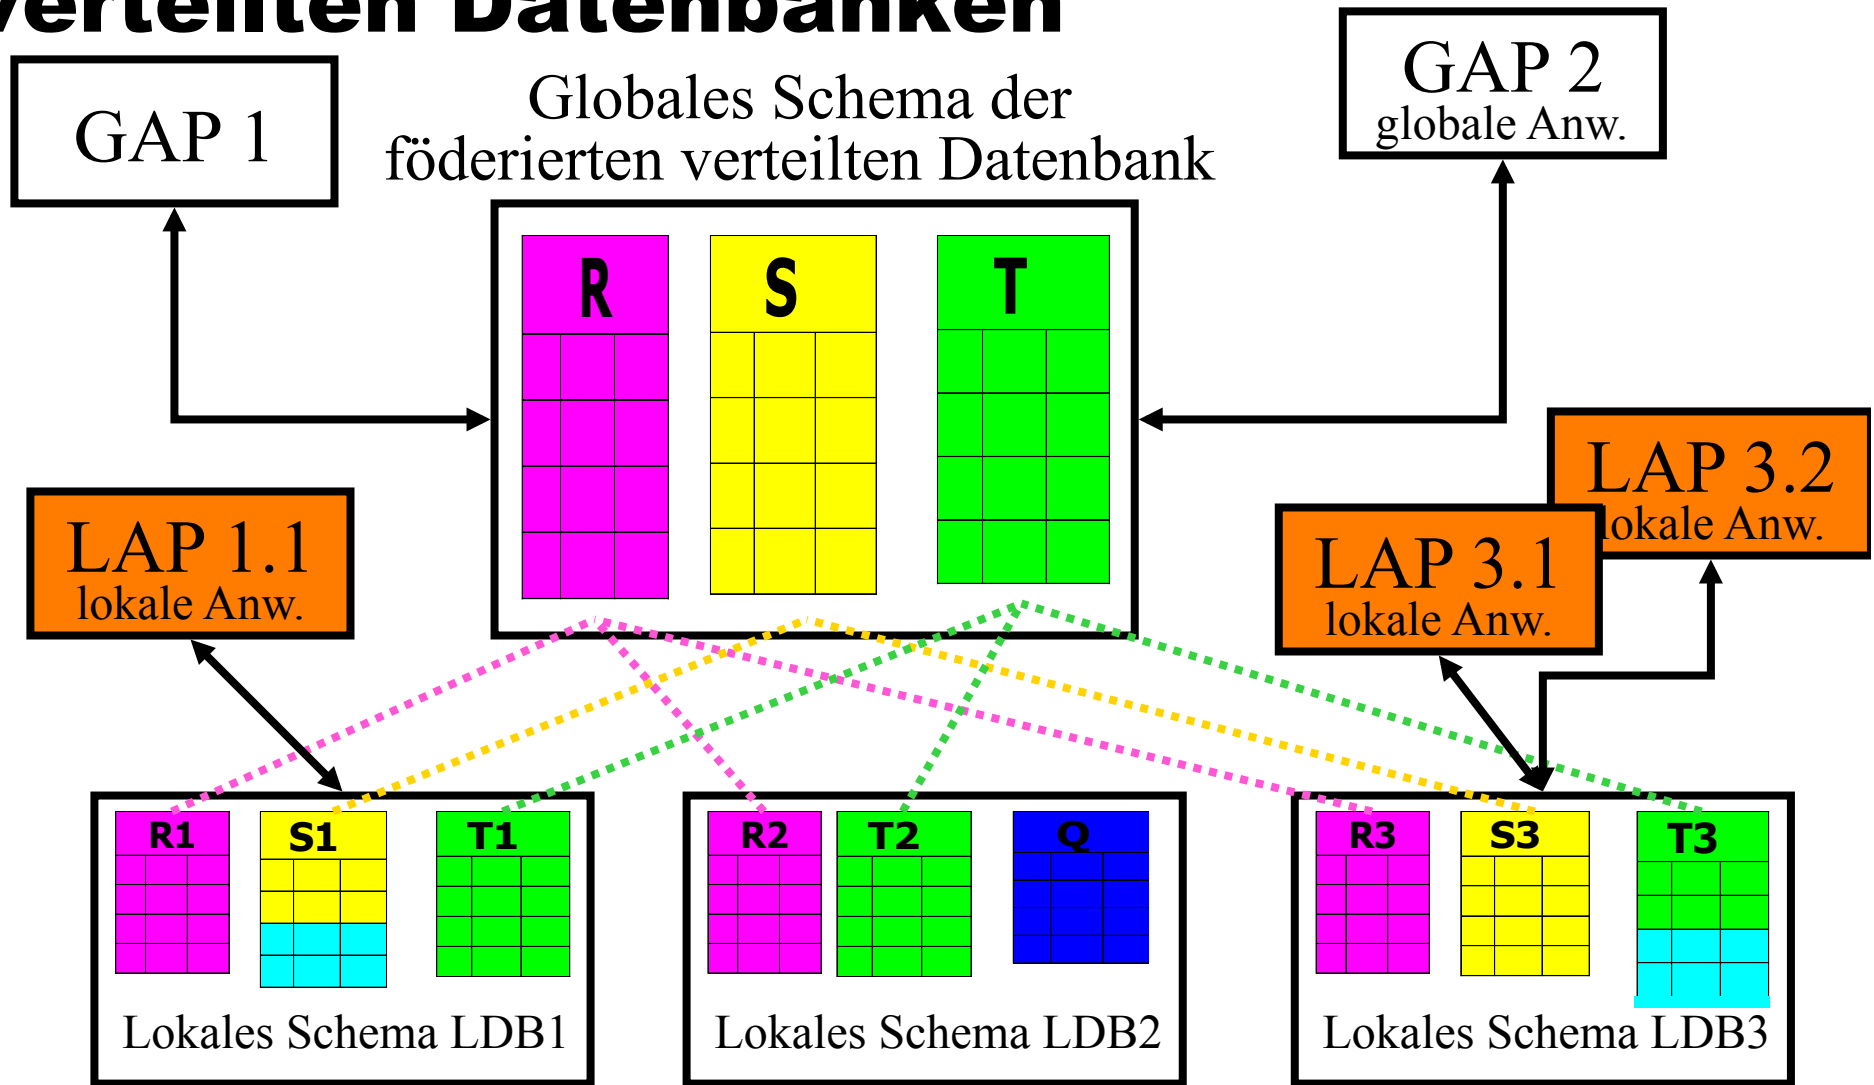 verteilten Datenbanken
GAP 1
Globales Schema der
föderierten verteilten Datenbank
GAP 2
globale Anw.
R
S
T
LAP 1.1
lokale Anw.
LAP 3.2
lokale Anw.
LAP 3.1
lokale Anw.
R1
S1
T1
Lokales Schema LDB1
R2
T2
Q
Lokales Schema LDB2
R3
S3
T3
Lokales Schema LDB3